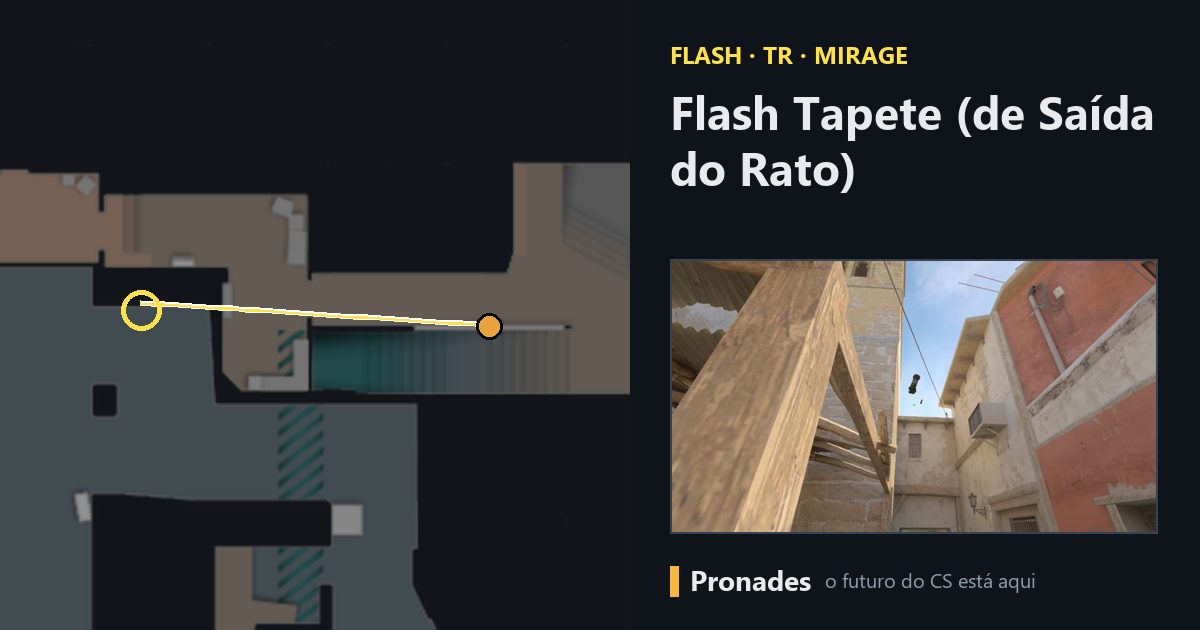 FLASH · TR · MIRAGE
Flash Tapete (de Saída
do Rato)
Pronades o futuro do CS está aqui